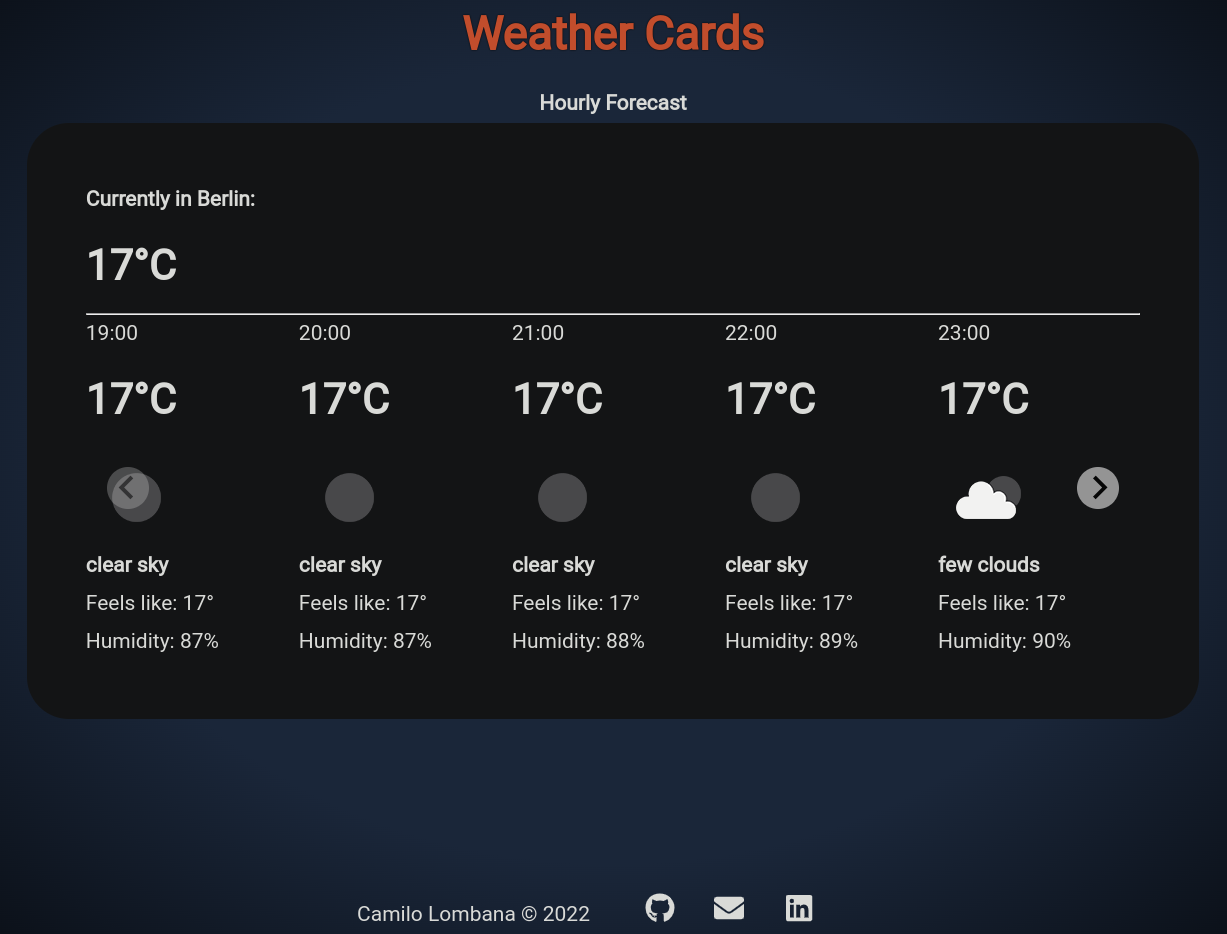 Weather Cards
Hourly Forecast
Currently in Berlin:
17°C
19:00 20:00 21:00 22:00 23:00
17°C 17°C 17°C 17°C 17°C
clear sky clear sky clear sky clear sky few clouds
Feels like: 17° Feels like: 17° Feels like: 17° Feels like: 17° Feels like: 17°
Humidity: 87% Humidity: 87% Humidity: 88% Humidity: 89% Humidity: 90%
Camilo Lombana © 2022